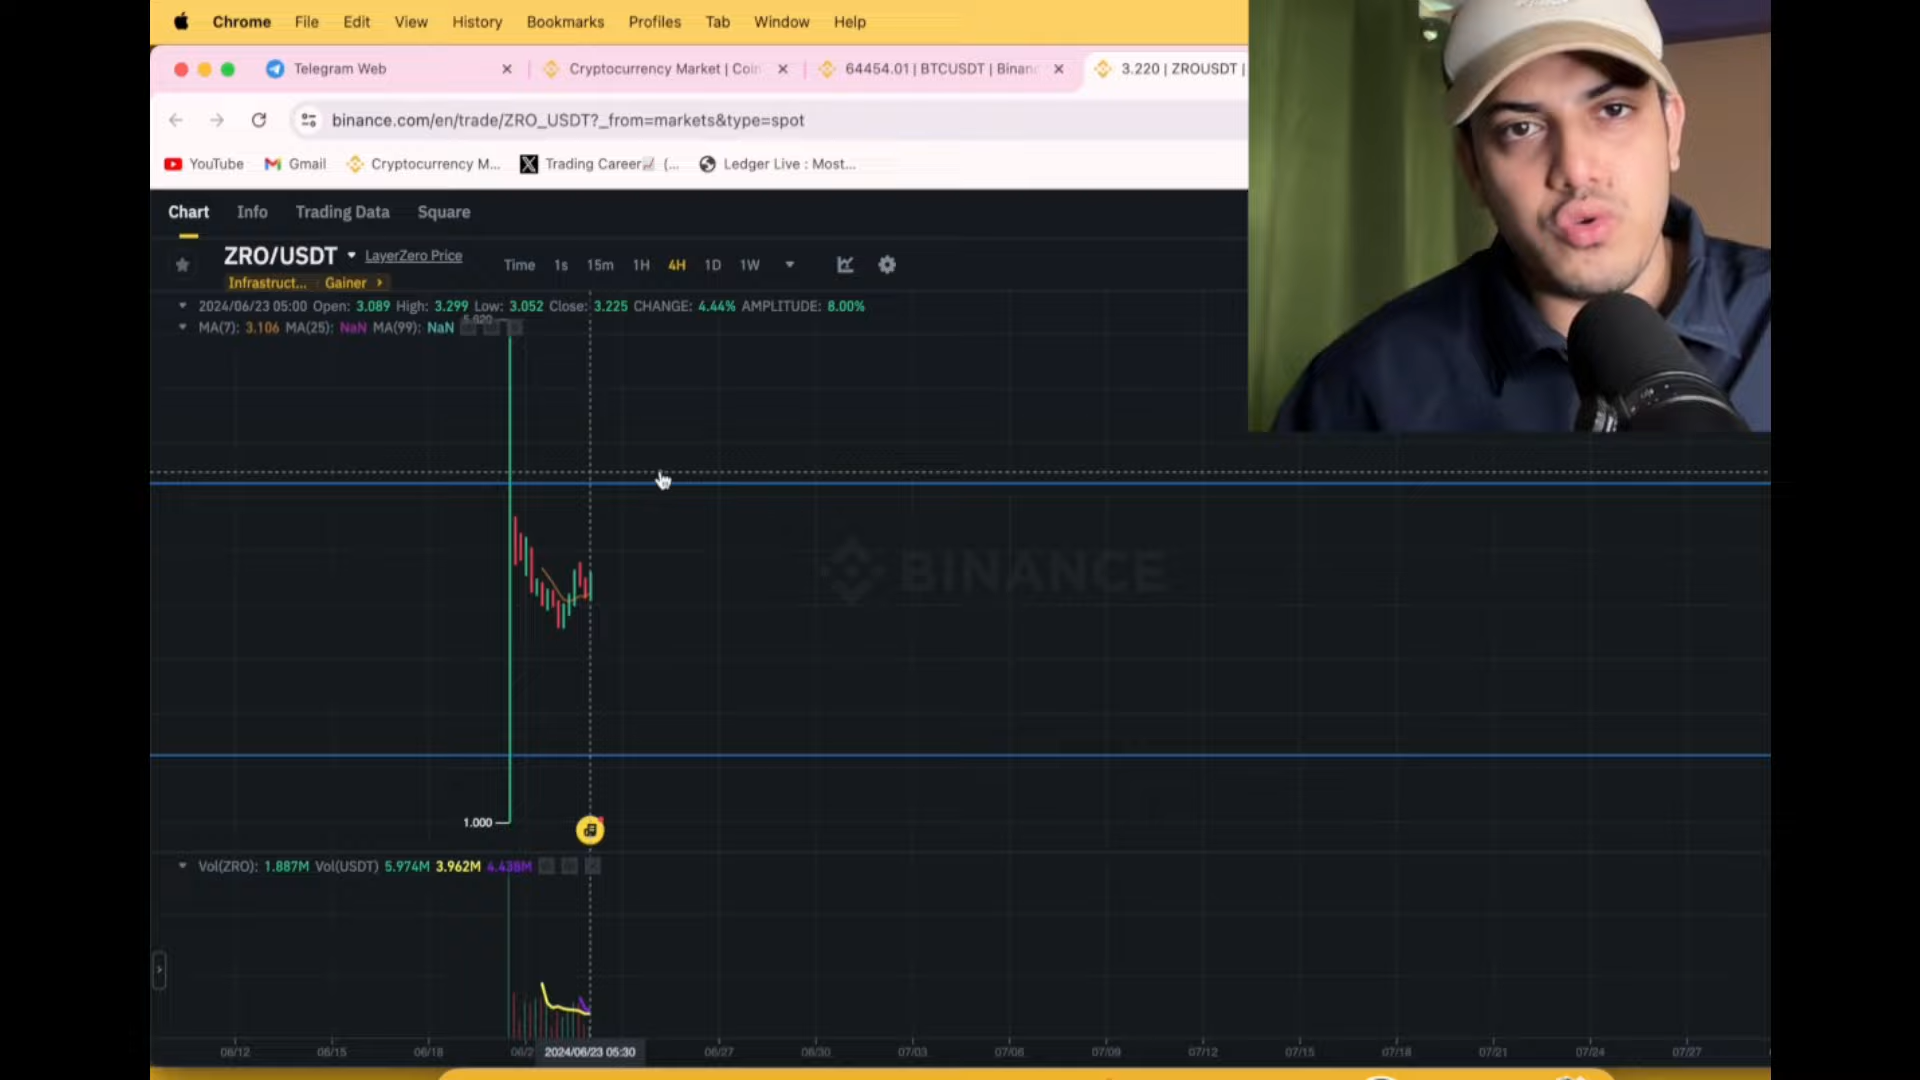 Chrome File Edit View History Bookmarks Profiles Tab Window Help
Telegram Web
Cryptocurrency Market | Coin
64454.01 | BTCUSDT | Binan
3.220 | ZROUSDT |
binance.com/en/trade/ZRO_USDT?_from=markets&type=spot
YouTube Gmail Cryptocurrency M... Trading Career (... Ledger Live : Most...
Chart Info Trading Data Square
ZRO/USDT LayerZero Price
Time 1s 15m 1H 4H 1D 1W
Infrastruct... Gainer
2024/06/23 05:00 Open: 3.089 High: 3.299 Low: 3.052 Close: 3.225 CHANGE: 4.44% AMPLITUDE: 8.00%
MA(7): 3.106 MA(25): NaN MA(99): NaN
BINANCE
1.000
Vol(ZRO): 1.887M Vol(USDT) 5.974M 3.962M 4.438M
06/12 06/15 06/18 06/2 2024/06/23 05:30 06/27 06/30 07/03 07/06 07/09 07/12 07/15 07/18 07/21 07/24 07/27